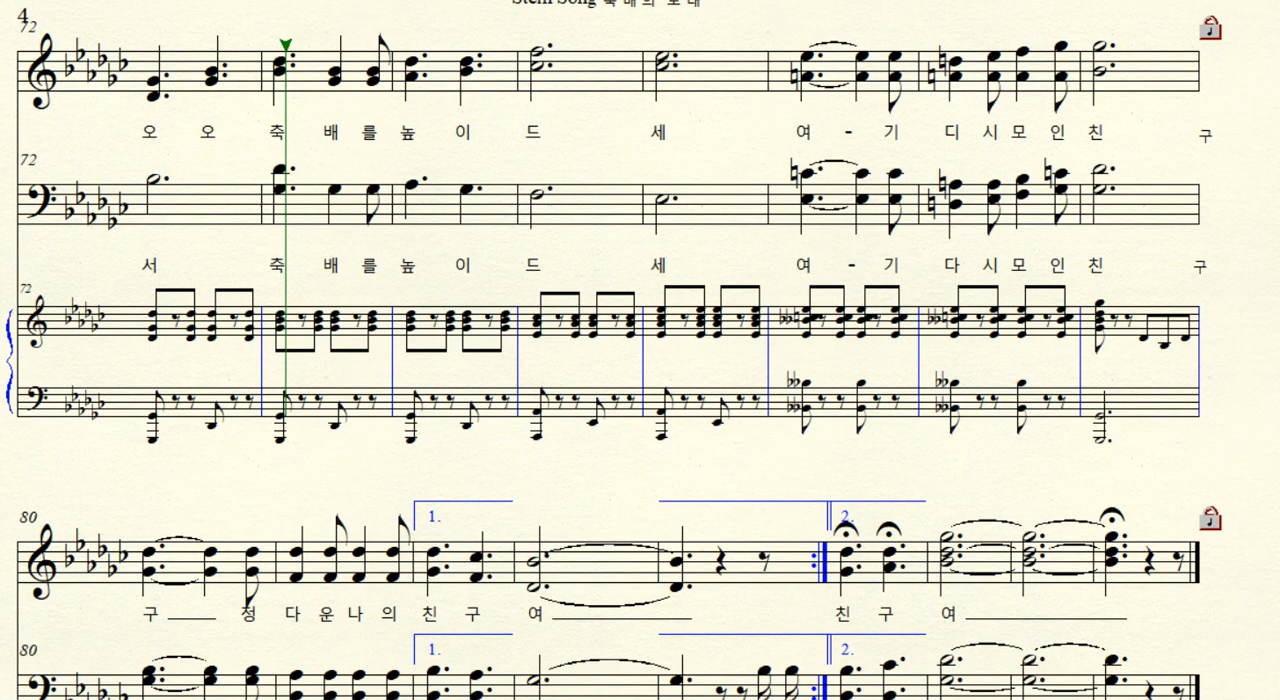 4
Stein Song 축 배 의 노 래
72
오 오 축 배 를 높 이 드 세 여 - 기 디 시 모 인 친 구
72
서 축 배 를 높 이 드 세 여 - 기 다 시 모 인 친 구
72
80
1. 2.
구 정 다 운 나 의 친 구 여 친 구 여
80
1. 2.